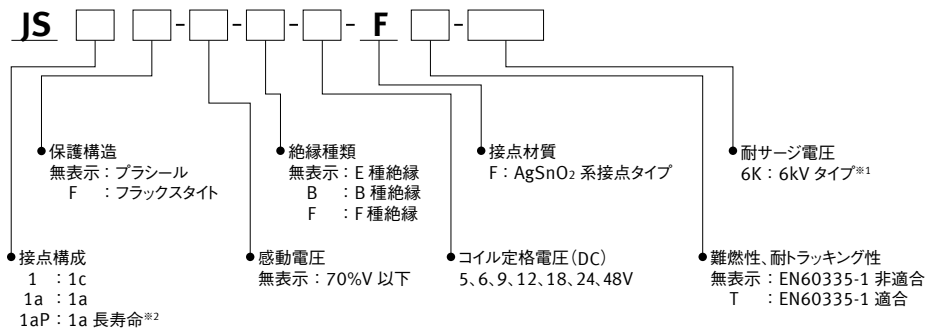 JS - - - - F -
保護構造
無表示：プラシール
F ：フラックスタイト
絶縁種類
無表示：E 種絶縁
B ：B 種絶縁
F ：F 種絶縁
接点材質
F：AgSnO₂ 系接点タイプ
耐サージ電圧
6K：6kV タイプ※1
接点構成
1 ：1c
1a ：1a
1aP：1a 長寿命※2
感動電圧
無表示：70%V 以下
コイル定格電圧（DC）
5、6、9、12、18、24、48V
難燃性、耐トラッキング性
無表示：EN60335-1 非適合
T ：EN60335-1 適合